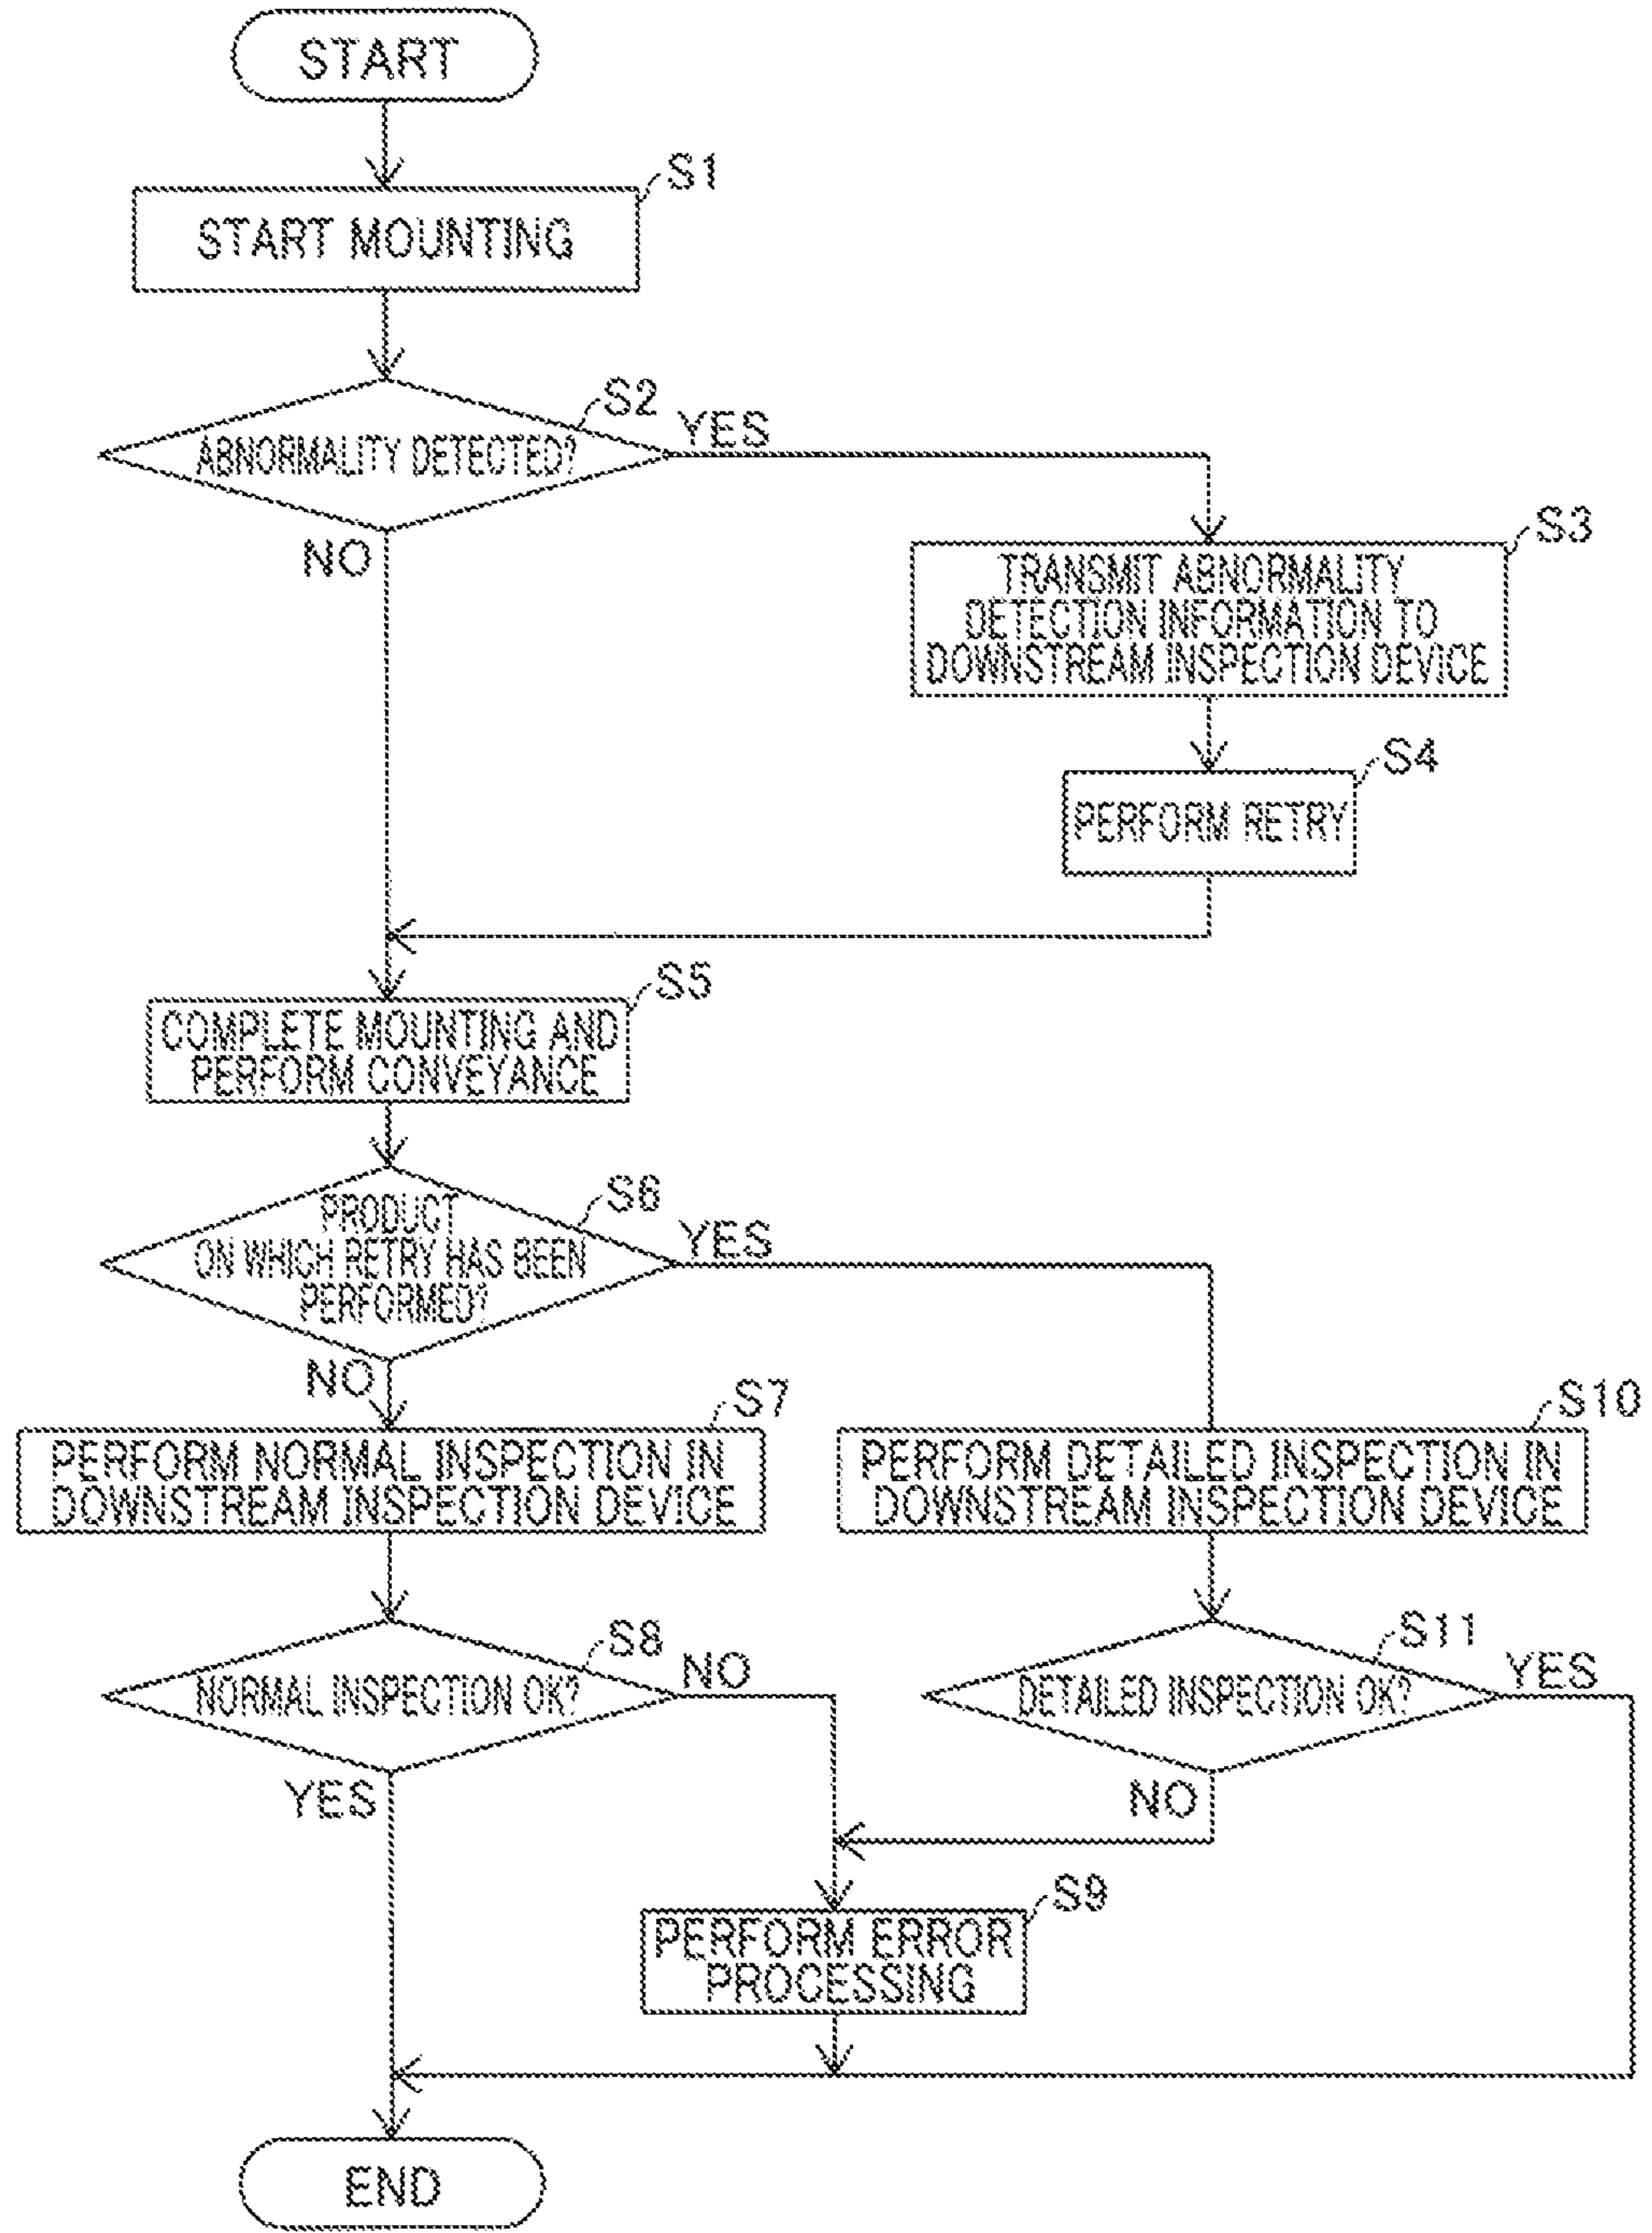 START
S1
START MOUNTING
S2
ABNORMALITY DETECTED?
YES
NO
S3
TRANSMIT ABNORMALITY
DETECTION INFORMATION TO
DOWNSTREAM INSPECTION DEVICE
S4
PERFORM RETRY
S5
COMPLETE MOUNTING AND
PERFORM CONVEYANCE
S6
PRODUCT
ON WHICH RETRY HAS BEEN
PERFORMED?
YES
NO
S7
PERFORM NORMAL INSPECTION IN
DOWNSTREAM INSPECTION DEVICE
S10
PERFORM DETAILED INSPECTION IN
DOWNSTREAM INSPECTION DEVICE
S8
NORMAL INSPECTION OK?
NO
YES
S11
DETAILED INSPECTION OK?
YES
NO
S9
PERFORM ERROR
PROCESSING
END